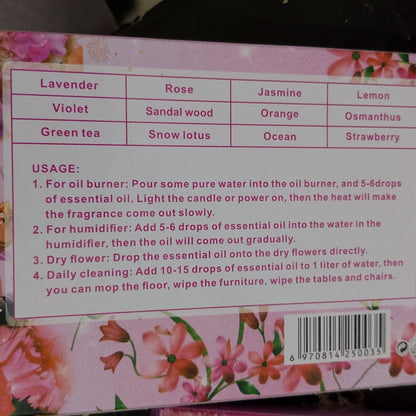 Lavender Rose Jasmine Lemon
Violet Sandal wood Orange Osmanthus
Green tea Snow lotus Ocean Strawberry
USAGE:
1. For oil burner: Pour some pure water into the oil burner, and 5-6drops
of essential oil. Light the candle or power on, then the heat will make
the fragrance come out slowly.
2. For humidifier: Add 5-6 drops of essential oil into the water in the
humidifier, then the oil will come out gradually.
3. Dry flower: Drop the essential oil onto the dry flowers directly.
4. Daily cleaning: Add 10-15 drops of essential oil to 1 liter of water, then
you can mop the floor, wipe the furniture, wipe the tables and chairs.
6 970814 250035